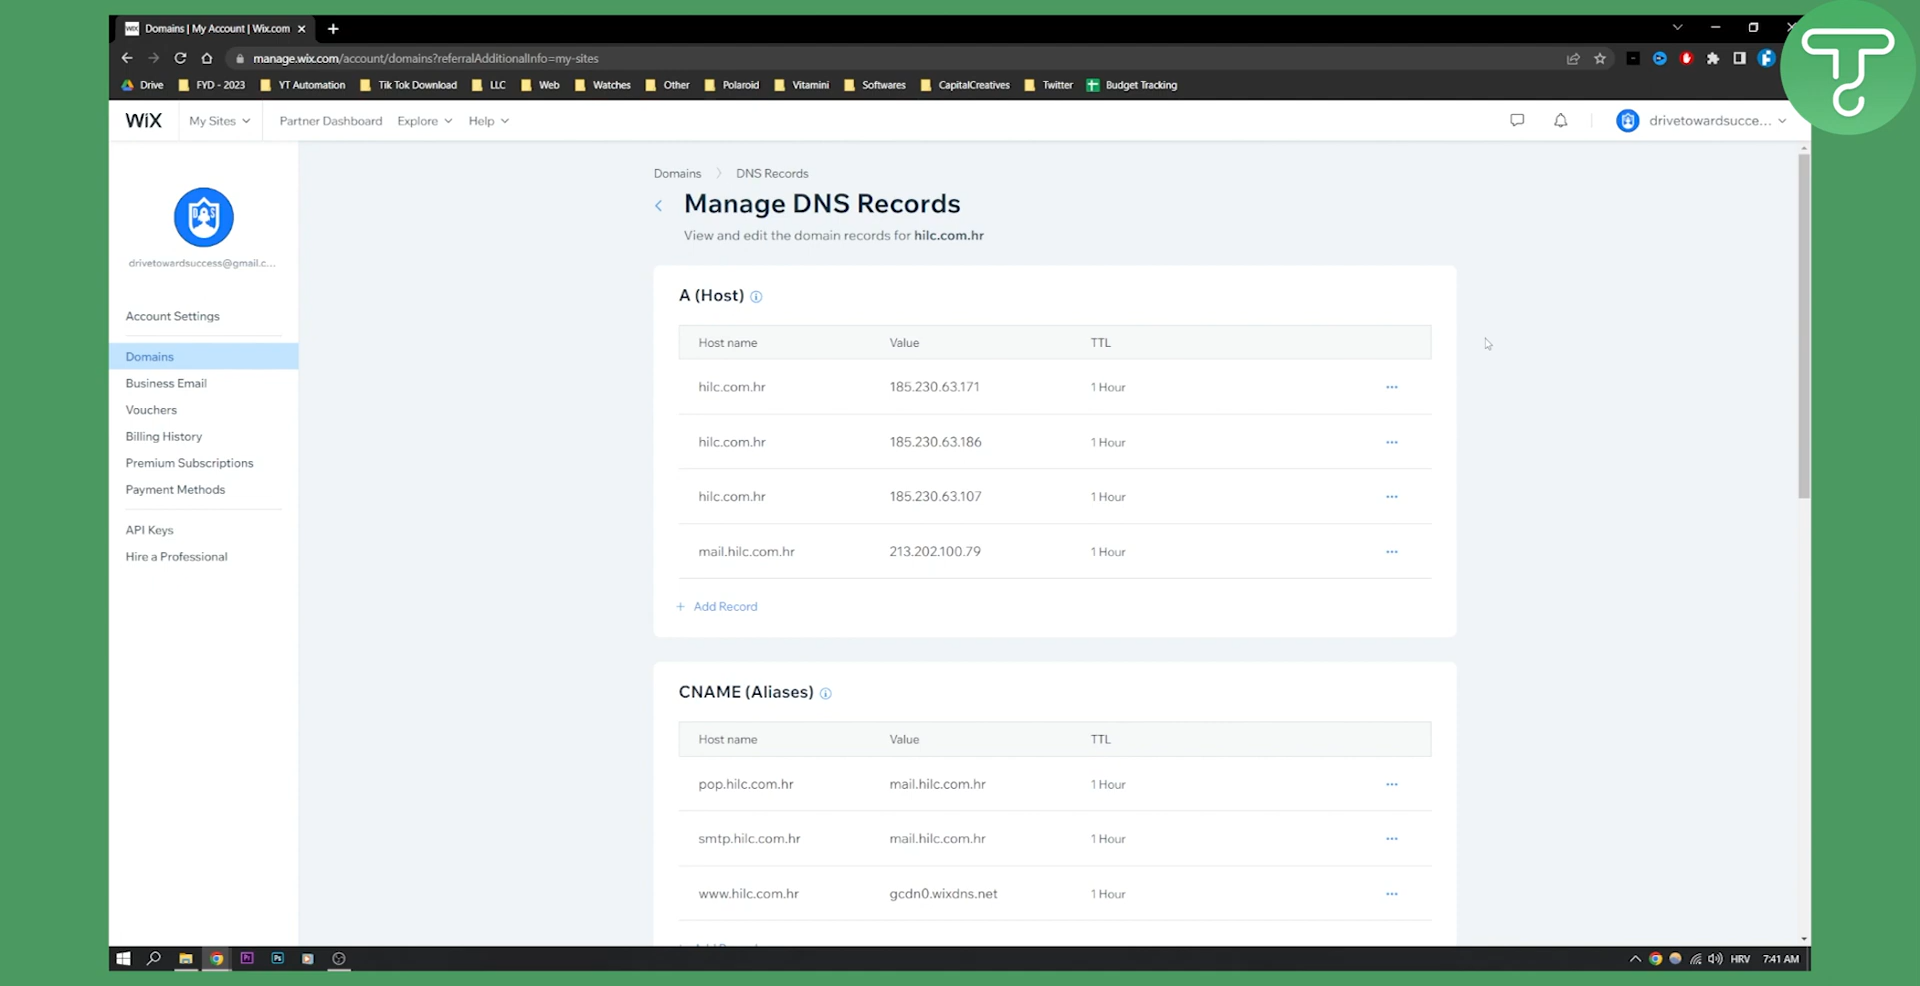 Domains | My Account | Wix.com
manage.wix.com/account/domains?referralAdditionalInfo=my-sites
Drive FYD - 2023 YT Automation Tik Tok Download LLC Web Watches Other Polaroid Vitamini Softwares CapitalCreatives Twitter Budget Tracking
WiX My Sites Partner Dashboard Explore Help drivetowardsucce...
Domains DNS Records
Manage DNS Records
View and edit the domain records for hilc.com.hr
drivetowardsuccess@gmail.c...
Account Settings
Domains
Business Email
Vouchers
Billing History
Premium Subscriptions
Payment Methods
API Keys
Hire a Professional
A (Host)
Host name Value TTL
hilc.com.hr 185.230.63.171 1 Hour
hilc.com.hr 185.230.63.186 1 Hour
hilc.com.hr 185.230.63.107 1 Hour
mail.hilc.com.hr 213.202.100.79 1 Hour
+ Add Record
CNAME (Aliases)
Host name Value TTL
pop.hilc.com.hr mail.hilc.com.hr 1 Hour
smtp.hilc.com.hr mail.hilc.com.hr 1 Hour
www.hilc.com.hr gcdn0.wixdns.net 1 Hour
Pr Ps HRV 7:41 AM